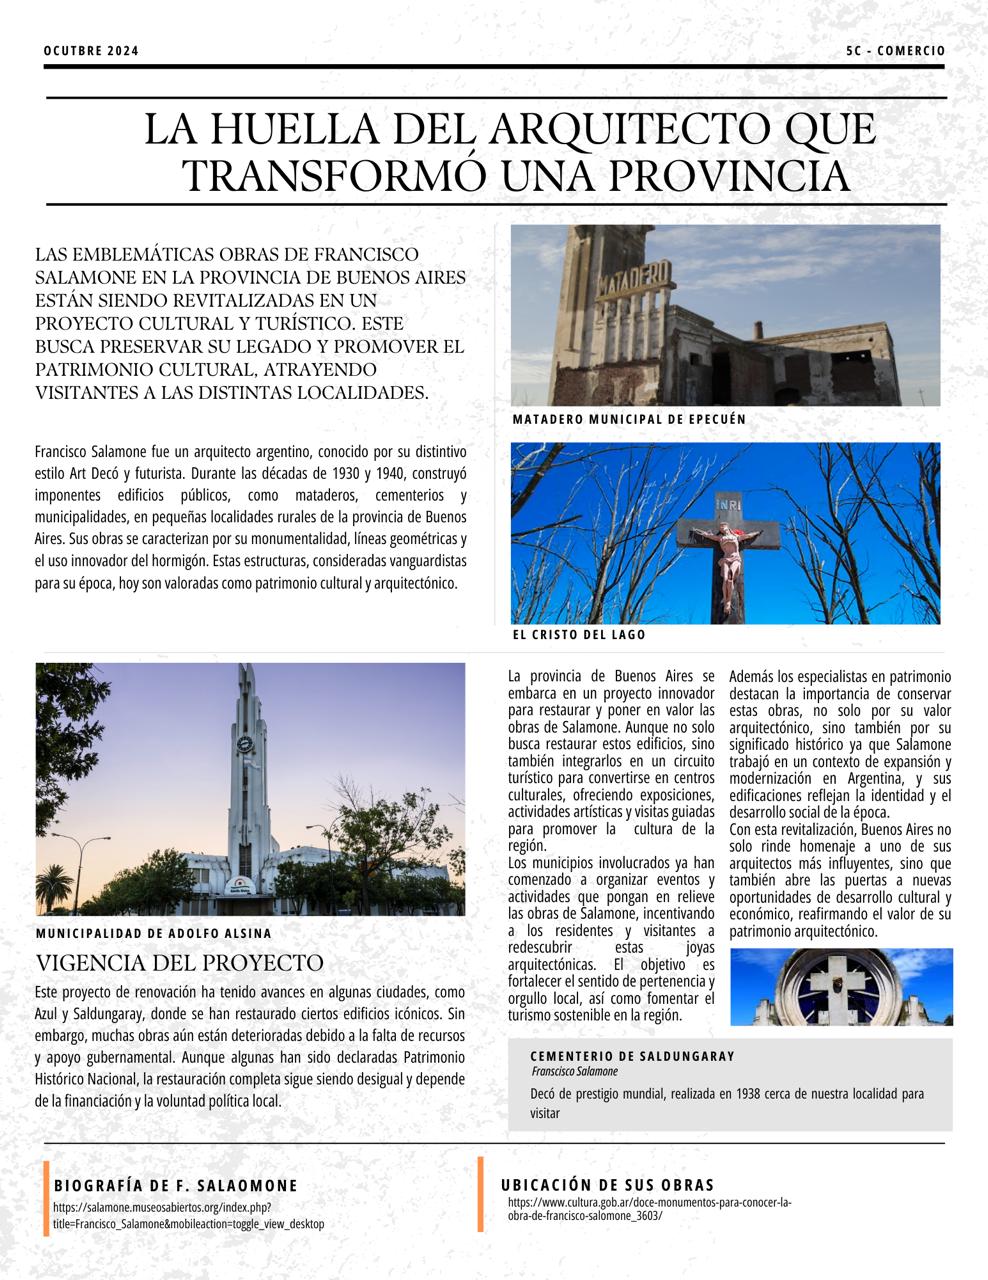 OCUTBRE 2024
5C - COMERCIO
LA HUELLA DEL ARQUITECTO QUE
TRANSFORMÓ UNA PROVINCIA
LAS EMBLEMÁTICAS OBRAS DE FRANCISCO
SALAMONE EN LA PROVINCIA DE BUENOS AIRES
ESTÁN SIENDO REVITALIZADAS EN UN
PROYECTO CULTURAL Y TURÍSTICO. ESTE
BUSCA PRESERVAR SU LEGADO Y PROMOVER EL
PATRIMONIO CULTURAL, ATRAYENDO
VISITANTES A LAS DISTINTAS LOCALIDADES.
Francisco Salamone fue un arquitecto argentino, conocido por su distintivo
estilo Art Decó y futurista. Durante las décadas de 1930 y 1940, construyó
imponentes edificios públicos, como mataderos, cementerios y
municipalidades, en pequeñas localidades rurales de la provincia de Buenos
Aires. Sus obras se caracterizan por su monumentalidad, líneas geométricas y
el uso innovador del hormigón. Estas estructuras, consideradas vanguardistas
para su época, hoy son valoradas como patrimonio cultural y arquitectónico.
MATADERO
MATADERO MUNICIPAL DE EPECUÉN
INRI
EL CRISTO DEL LAGO
MUNICIPALIDAD DE ADOLFO ALSINA
VIGENCIA DEL PROYECTO
Este proyecto de renovación ha tenido avances en algunas ciudades, como
Azul y Saldungaray, donde se han restaurado ciertos edificios icónicos. Sin
embargo, muchas obras aún están deterioradas debido a la falta de recursos
y apoyo gubernamental. Aunque algunas han sido declaradas Patrimonio
Histórico Nacional, la restauración completa sigue siendo desigual y depende
de la financiación y la voluntad política local.
La provincia de Buenos Aires se
embarca en un proyecto innovador
para restaurar y poner en valor las
obras de Salamone. Aunque no solo
busca restaurar estos edificios, sino
también integrarlos en un circuito
turístico para convertirse en centros
culturales, ofreciendo exposiciones,
actividades artísticas y visitas guiadas
para promover la cultura de la
región.
Los municipios involucrados ya han
comenzado a organizar eventos y
actividades que pongan en relieve
las obras de Salamone, incentivando
a los residentes y visitantes a
redescubrir estas joyas
arquitectónicas. El objetivo es
fortalecer el sentido de pertenencia y
orgullo local, así como fomentar el
turismo sostenible en la región.
Además los especialistas en patrimonio
destacan la importancia de conservar
estas obras, no solo por su valor
arquitectónico, sino también por su
significado histórico ya que Salamone
trabajó en un contexto de expansión y
modernización en Argentina, y sus
edificaciones reflejan la identidad y el
desarrollo social de la época.
Con esta revitalización, Buenos Aires no
solo rinde homenaje a uno de sus
arquitectos más influyentes, sino que
también abre las puertas a nuevas
oportunidades de desarrollo cultural y
económico, reafirmando el valor de su
patrimonio arquitectónico.
CEMENTERIO DE SALDUNGARAY
Franscisco Salamone
Decó de prestigio mundial, realizada en 1938 cerca de nuestra localidad para
visitar
BIOGRAFÍA DE F. SALAOMONE
https://salamone.museosabiertos.org/index.php?
title=Francisco_Salamone&mobileaction=toggle_view_desktop
UBICACIÓN DE SUS OBRAS
https://www.cultura.gob.ar/doce-monumentos-para-conocer-la-
obra-de-francisco-salomone_3603/